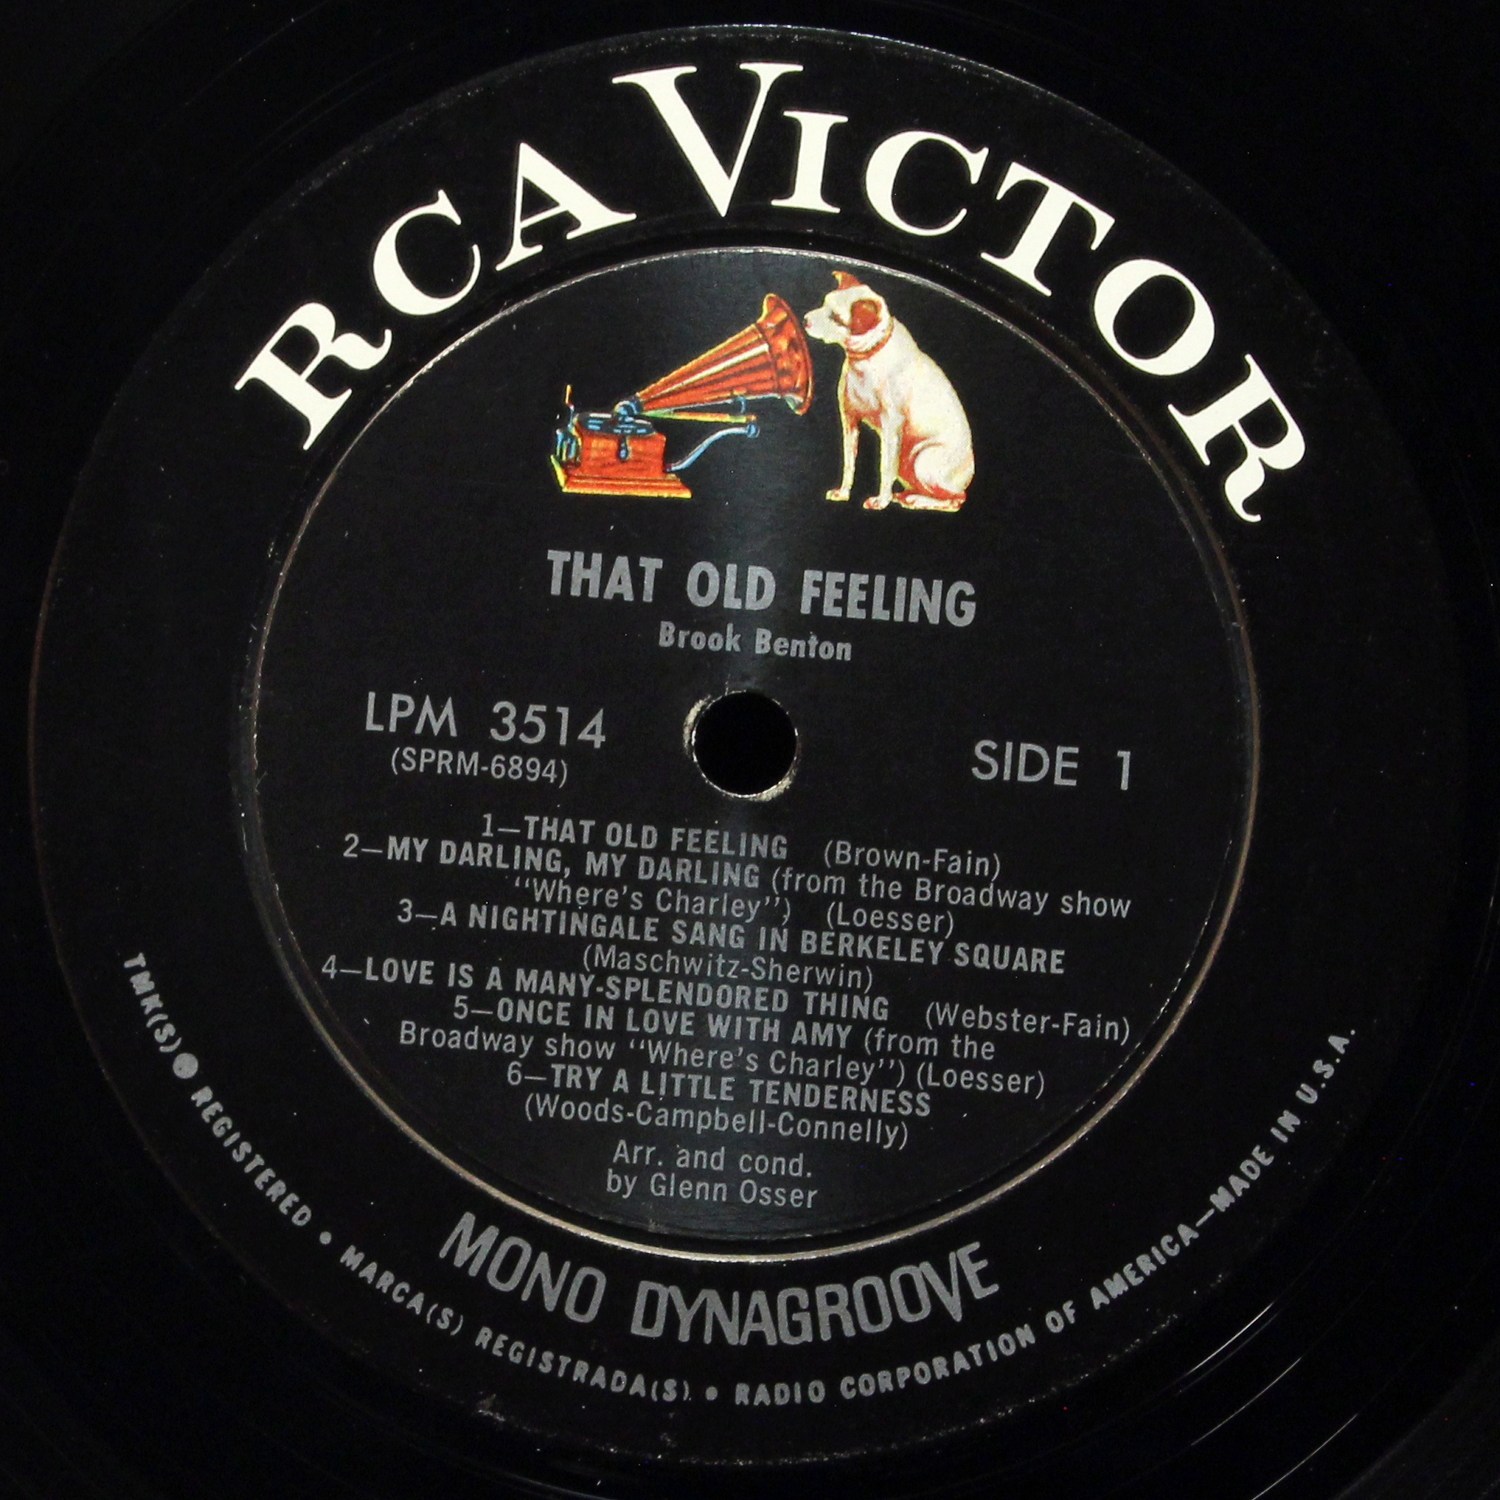 RCA VICTOR
THAT OLD FEELING
Brook Benton
LPM 3514
(SPRM-6894)
SIDE 1
1—THAT OLD FEELING (Brown-Fain)
2—MY DARLING, MY DARLING (from the Broadway show
"Where's Charley") (Loesser)
3—A NIGHTINGALE SANG IN BERKELEY SQUARE
(Maschwitz-Sherwin)
4—LOVE IS A MANY-SPLENDORED THING (Webster-Fain)
5—ONCE IN LOVE WITH AMY (from the
Broadway show "Where's Charley") (Loesser)
6—TRY A LITTLE TENDERNESS
(Woods-Campbell-Connelly)
Arr. and cond.
by Glenn Osser
MONO DYNAGROOVE
TMK(S) ® REGISTERED • MARCA(S) REGISTRADA(S) • RADIO CORPORATION OF AMERICA—MADE IN U.S.A.